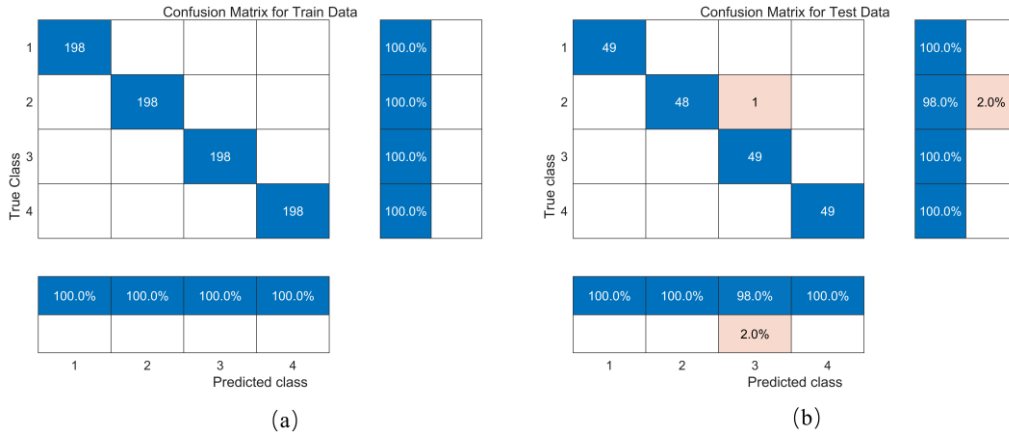 Confusion Matrix for Train Data
1
198
100.0%
2
198
100.0%
3
198
100.0%
4
198
100.0%
True Class
100.0% 100.0% 100.0% 100.0%
1 2 3 4
Predicted class
(a)
Confusion Matrix for Test Data
1
49
100.0%
2
48 1
98.0% 2.0%
3
49
100.0%
4
49
100.0%
True class
100.0% 100.0% 98.0% 100.0%
2.0%
1 2 3 4
Predicted class
(b)